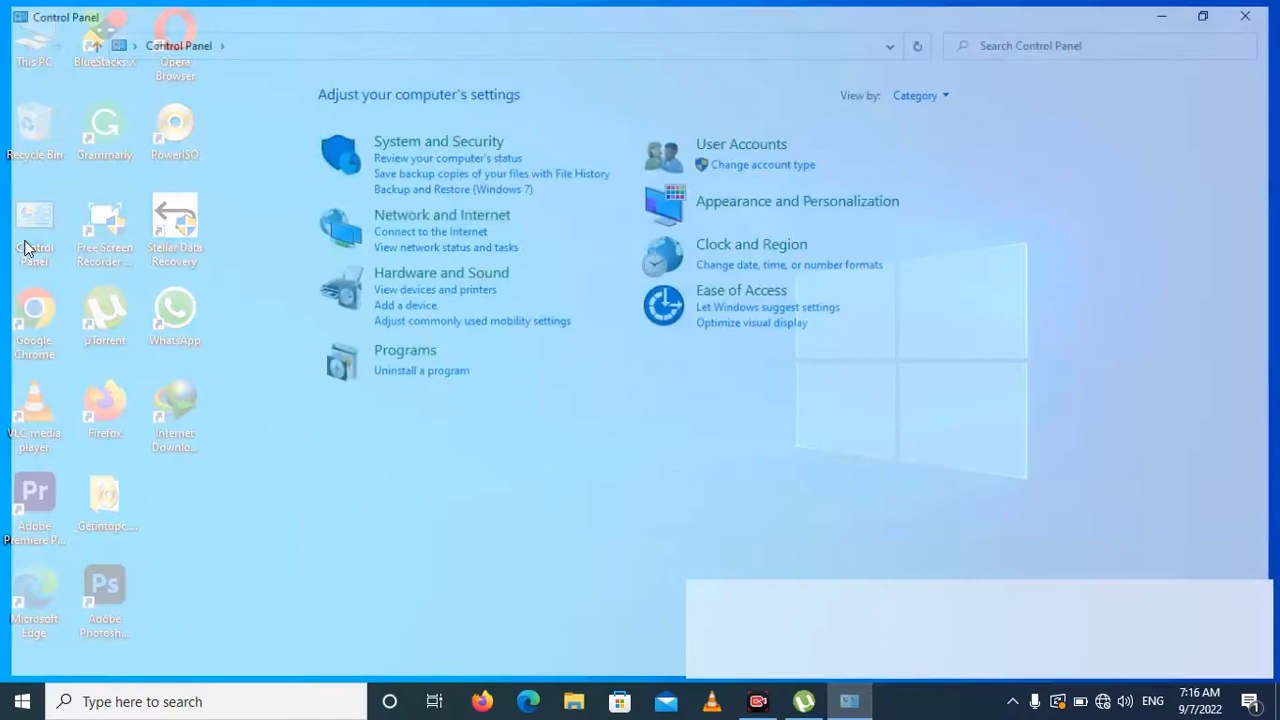 Control Panel
Control Panel
Search Control Panel
Adjust your computer's settings
View by: Category
System and Security
Review your computer's status
Save backup copies of your files with File History
Backup and Restore (Windows 7)
Network and Internet
Connect to the Internet
View network status and tasks
Hardware and Sound
View devices and printers
Add a device
Adjust commonly used mobility settings
Programs
Uninstall a program
User Accounts
Change account type
Appearance and Personalization
Clock and Region
Change date, time, or number formats
Ease of Access
Let Windows suggest settings
Optimize visual display
This PC
BlueStacks X
Opera
Browser
Recycle Bin
Grammarly
PowerISO
Control
Panel
Free Screen
Recorder ...
Stellar Data
Recovery
Google
Chrome
µTorrent
WhatsApp
VLC media
player
Firefox
Internet
Downlo...
Pr
Adobe
Premiere P...
_Getintopc....
Microsoft
Edge
Ps
Adobe
Photosh...
Type here to search
ENG
7:16 AM
9/7/2022
1